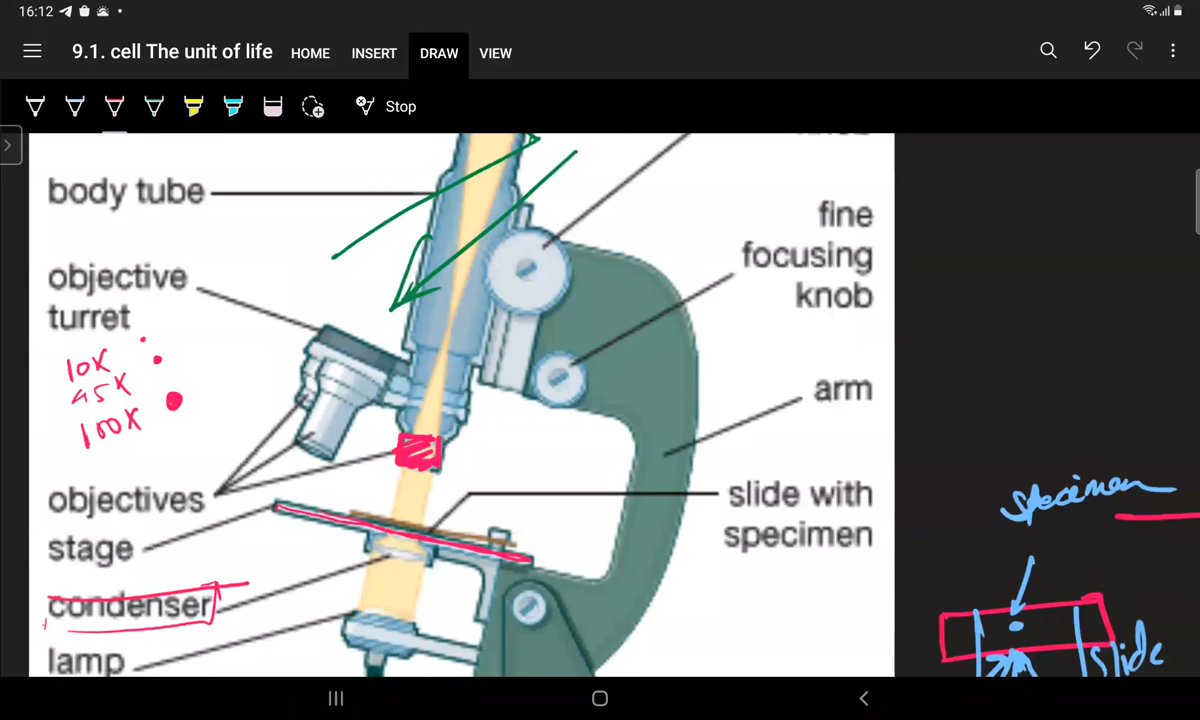 16:12
9.1. cell The unit of life
HOME
INSERT
DRAW
VIEW
Stop
body tube
objective
turret
10X
45X
100X
objectives
stage
condenser
lamp
fine
focusing
knob
arm
slide with
specimen
specimen
slide